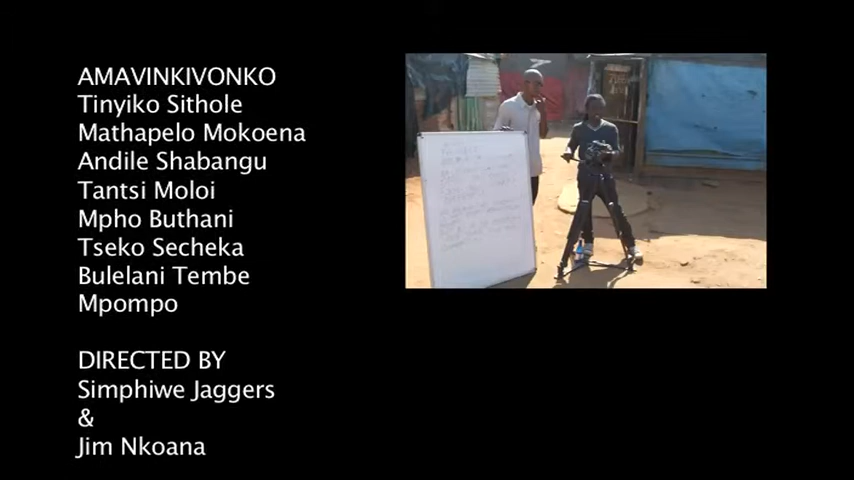 AMAVINKIVONKO
Tinyiko Sithole
Mathapelo Mokoena
Andile Shabangu
Tantsi Moloi
Mpho Buthani
Tseko Secheka
Bulelani Tembe
Mpompo
DIRECTED BY
Simphiwe Jaggers
&
Jim Nkoana